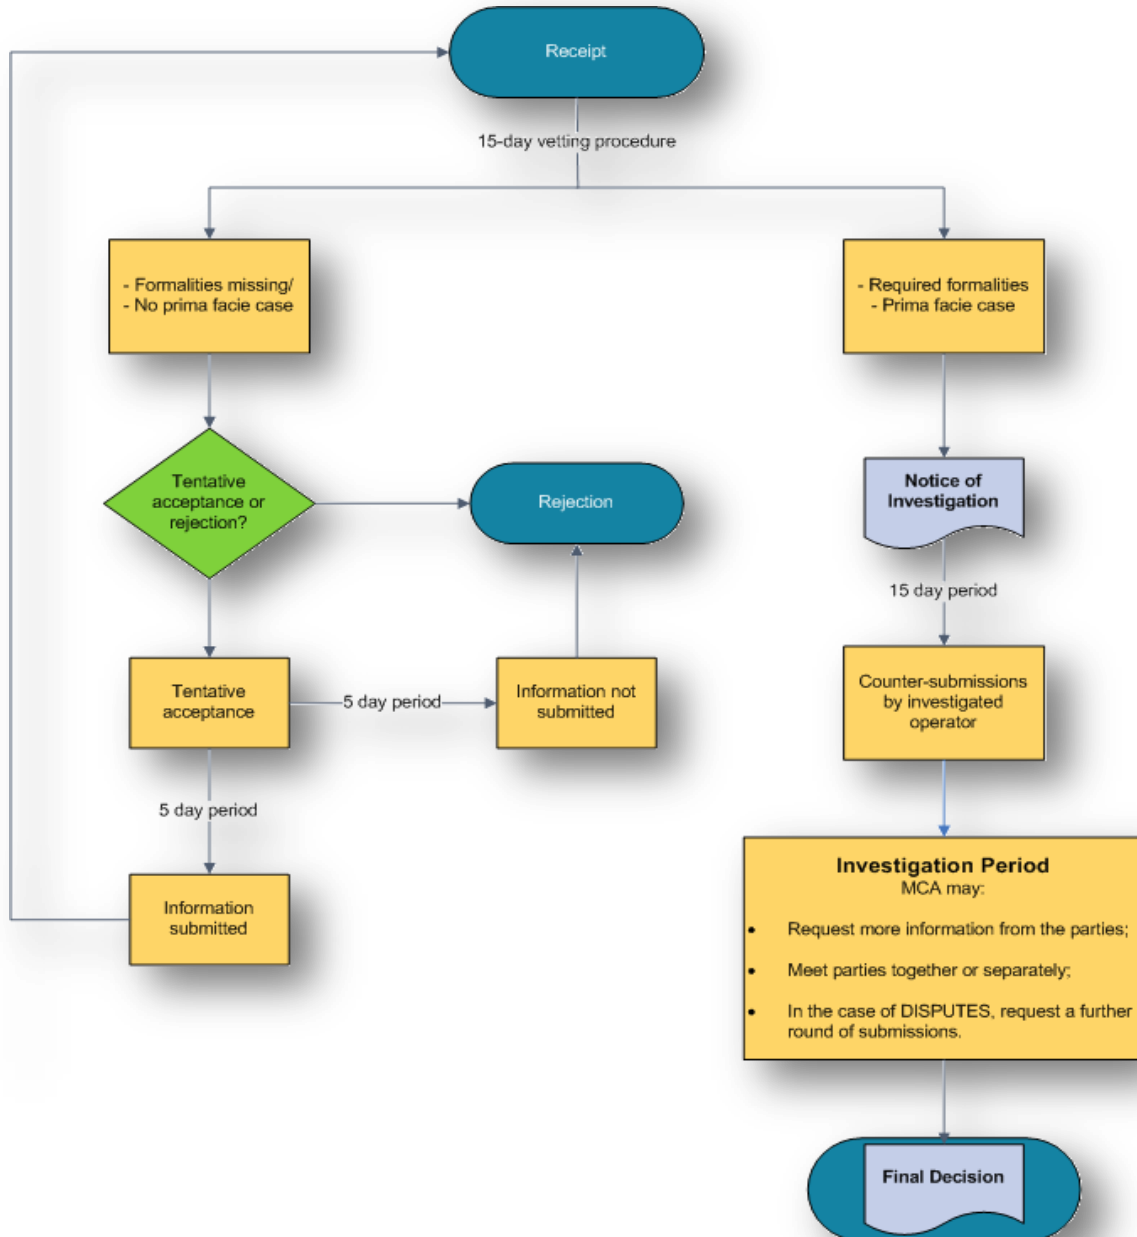 Receipt
15-day vetting procedure
- Formalities missing/
- No prima facie case
- Required formalities
- Prima facie case
Tentative
acceptance or
rejection?
Rejection
Notice of
Investigation
15 day period
Tentative
acceptance
5 day period
Information not
submitted
Counter-submissions
by investigated
operator
5 day period
Information
submitted
Investigation Period
MCA may:
• Request more information from the parties;
• Meet parties together or separately;
• In the case of DISPUTES, request a further
round of submissions.
Final Decision